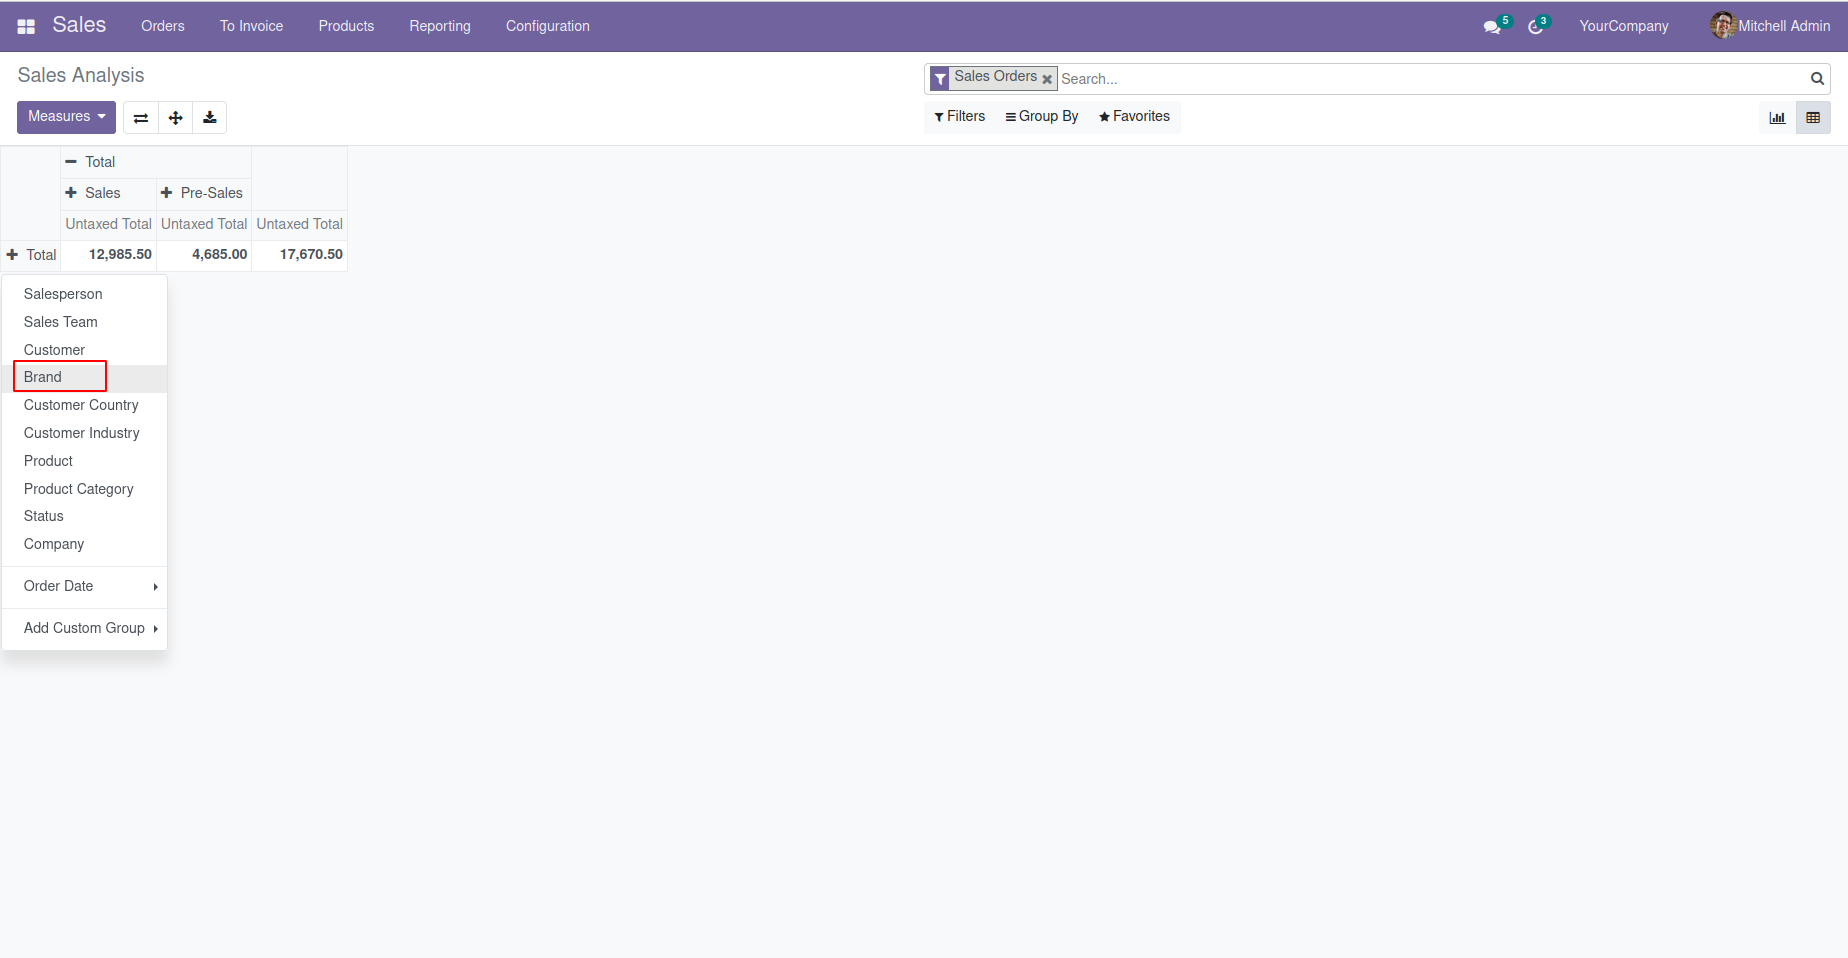 Sales Orders To Invoice Products Reporting Configuration 5 3 YourCompany Mitchell Admin
Sales Analysis
Sales Orders Search...
Measures
Filters Group By Favorites
Total
Sales Pre-Sales
Untaxed Total Untaxed Total Untaxed Total
Total 12,985.50 4,685.00 17,670.50
Salesperson
Sales Team
Customer
Brand
Customer Country
Customer Industry
Product
Product Category
Status
Company
Order Date
Add Custom Group